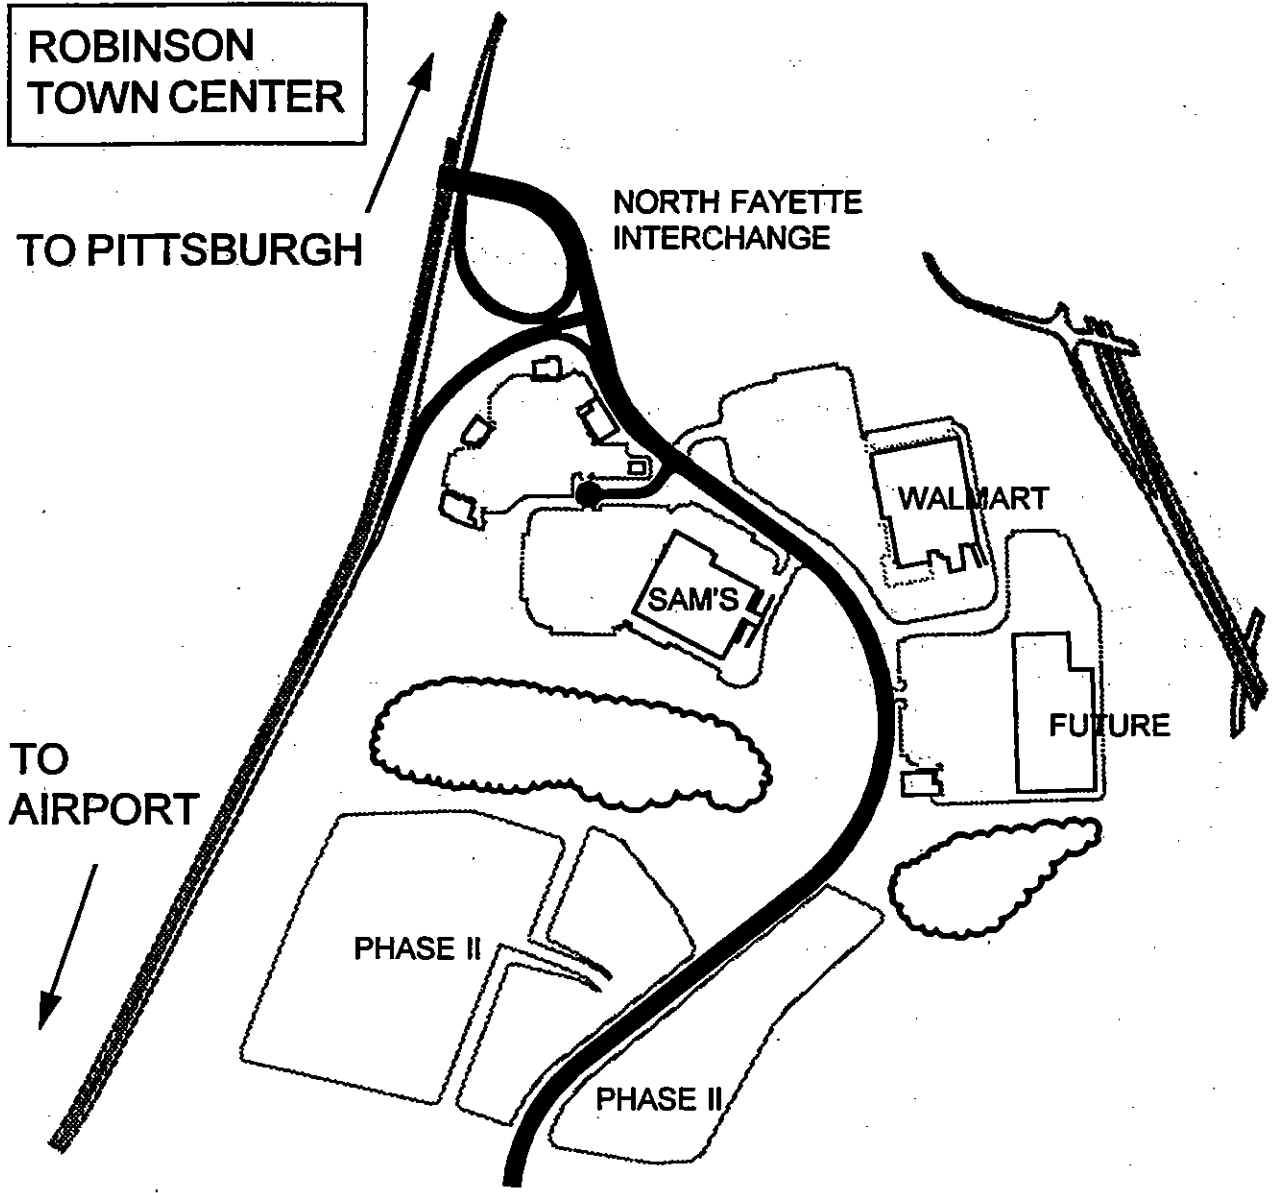 ROBINSON
TOWN CENTER
TO PITTSBURGH
NORTH FAYETTE
INTERCHANGE
WALMART
SAM'S
FUTURE
TO
AIRPORT
PHASE II
PHASE II